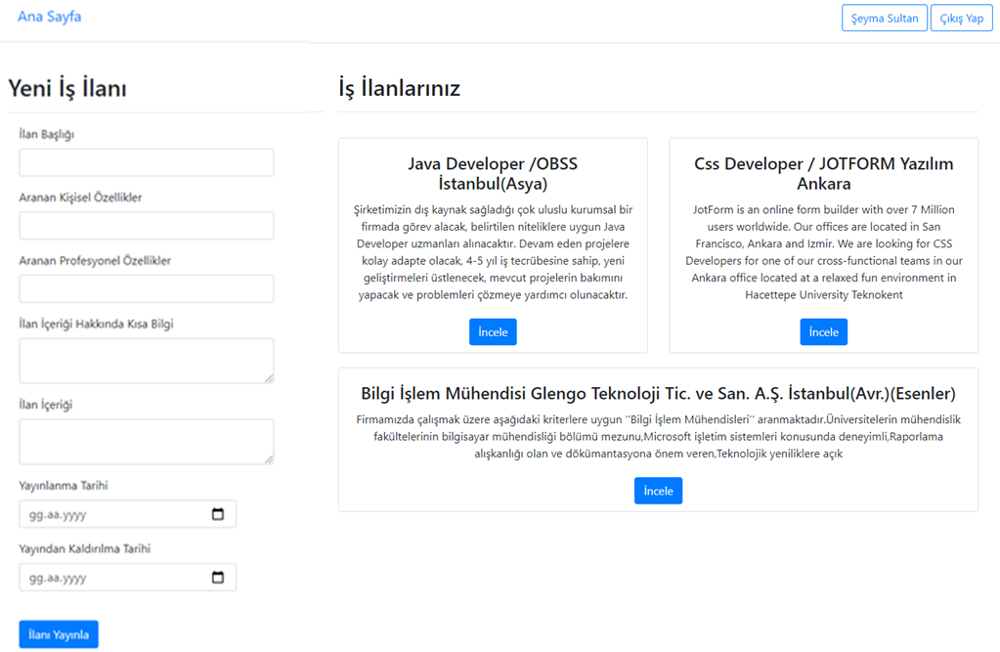 Ana Sayfa
Şeyma Sultan
Çıkış Yap
Yeni İş İlanı
İlan Başlığı
Aranan Kişisel Özellikler
Aranan Profesyonel Özellikler
İlan İçeriği Hakkında Kısa Bilgi
İlan İçeriği
Yayınlanma Tarihi
gg.aa.yyyy
Yayından Kaldırılma Tarihi
gg.aa.yyyy
İlanı Yayınla
İş İlanlarınız
Java Developer /OBSS
İstanbul(Asya)
Şirketimizin dış kaynak sağladığı çok uluslu kurumsal bir
firmada görev alacak, belirtilen niteliklere uygun Java
Developer uzmanları alınacaktır. Devam eden projelere
kolay adapte olacak, 4-5 yıl iş tecrübesine sahip, yeni
geliştirmeleri üstlenecek, mevcut projelerin bakımını
yapacak ve problemleri çözmeye yardımcı olunacaktır.
İncele
Css Developer / JOTFORM Yazılım
Ankara
JotForm is an online form builder with over 7 Million
users worldwide. Our offices are located in San
Francisco, Ankara and Izmir. We are looking for CSS
Developers for one of our cross-functional teams in our
Ankara office located at a relaxed fun environment in
Hacettepe University Teknokent
İncele
Bilgi İşlem Mühendisi Glengo Teknoloji Tic. ve San. A.Ş. İstanbul(Avr.)(Esenler)
Firmamızda çalışmak üzere aşağıdaki kriterlere uygun ''Bilgi İşlem Mühendisleri'' aranmaktadır.Üniversitelerin mühendislik
fakültelerinin bilgisayar mühendisliği bölümü mezunu,Microsoft işletim sistemleri konusunda deneyimli,Raporlama
alışkanlığı olan ve dökümantasyona önem veren,Teknolojik yeniliklere açık
İncele